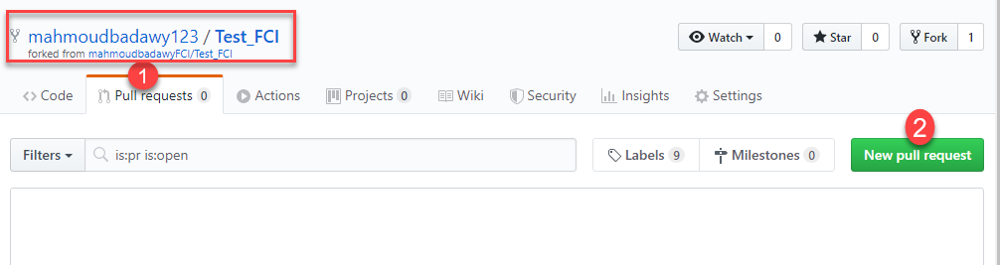 mahmoudbadawy123 / Test_FCI
forked from mahmoudbadawyFCI/Test_FCI
Watch 0 Star 0 Fork 1
1
Code Pull requests 0 Actions Projects 0 Wiki Security Insights Settings
2
Filters is:pr is:open Labels 9 Milestones 0 New pull request